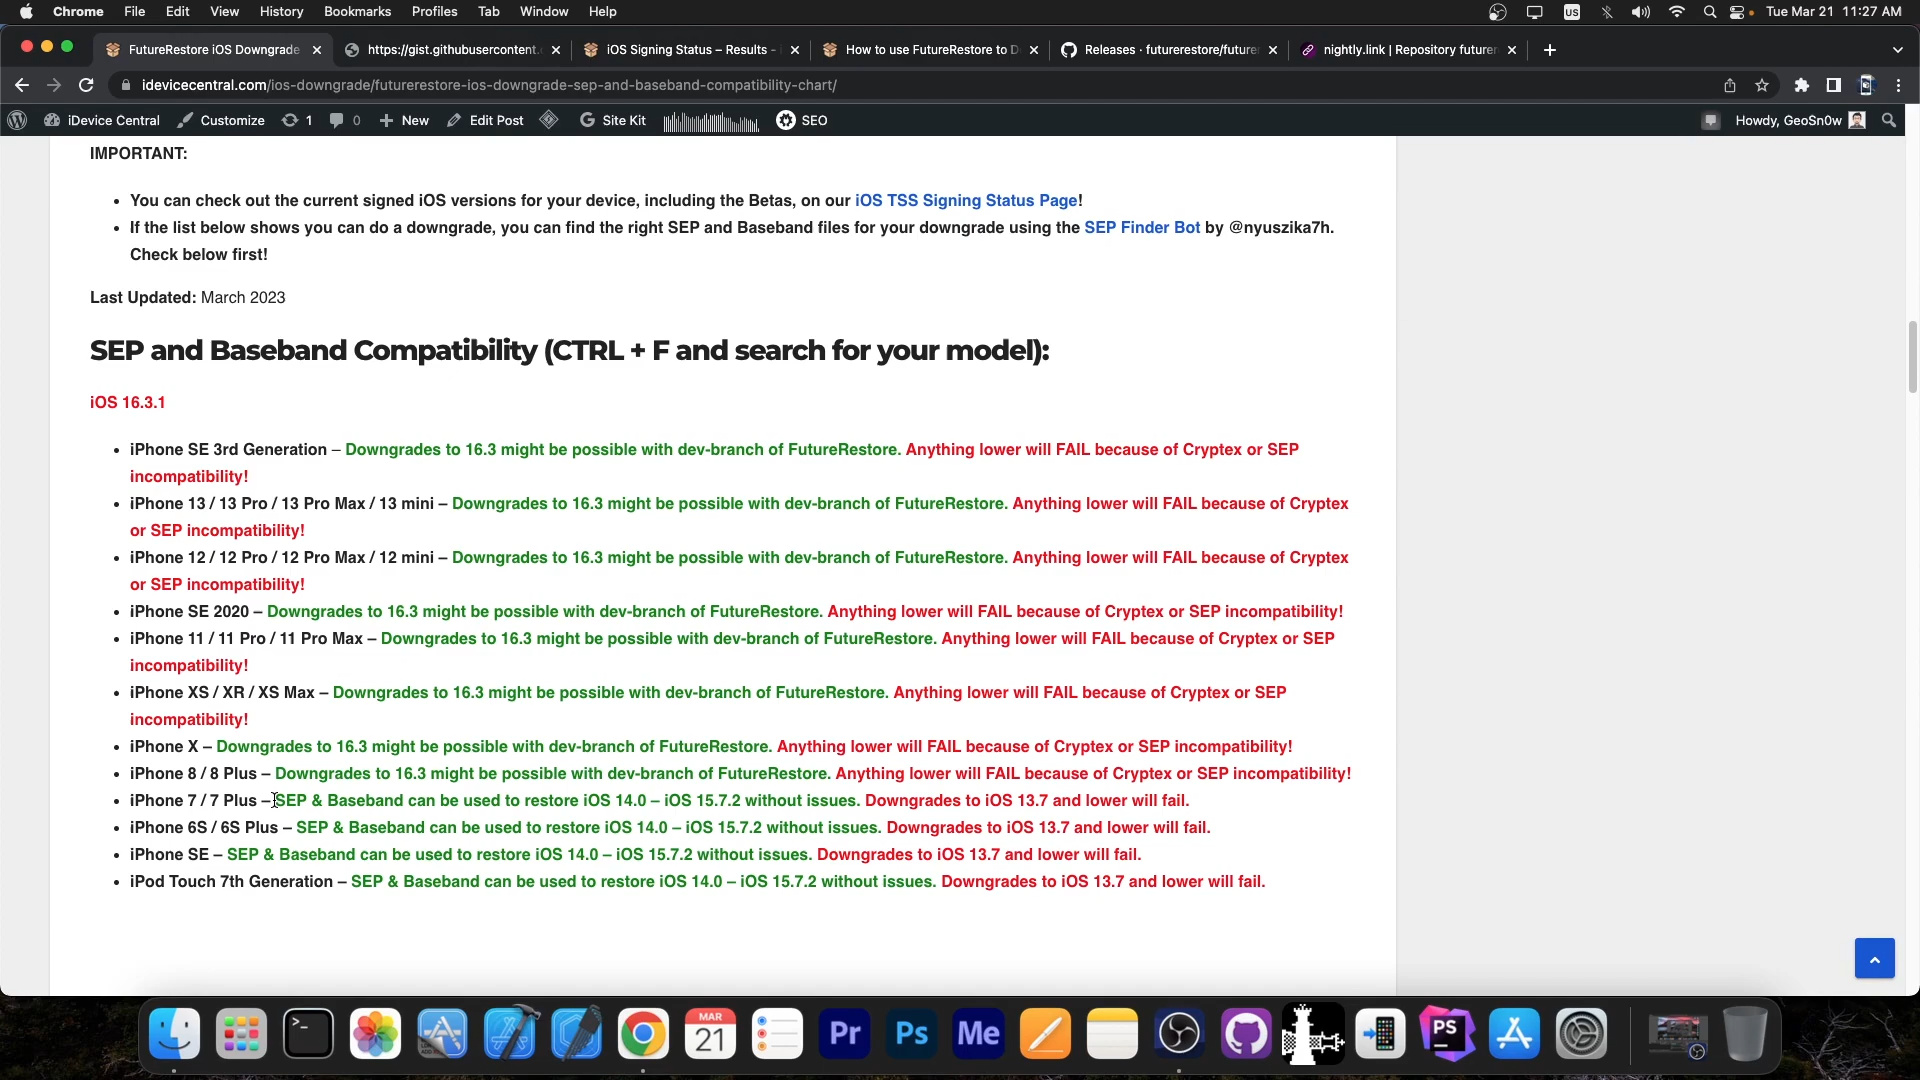 Chrome File Edit View History Bookmarks Profiles Tab Window Help US Tue Mar 21 11:27 AM
FutureRestore iOS Downgrade https://gist.githubusercontent. iOS Signing Status – Results - How to use FutureRestore to D Releases · futurerestore/future nightly.link | Repository futurer
idevicecentral.com/ios-downgrade/futurerestore-ios-downgrade-sep-and-baseband-compatibility-chart/
iDevice Central Customize 1 0 New Edit Post Site Kit SEO Howdy, GeoSn0w
IMPORTANT:
• You can check out the current signed iOS versions for your device, including the Betas, on our iOS TSS Signing Status Page!
• If the list below shows you can do a downgrade, you can find the right SEP and Baseband files for your downgrade using the SEP Finder Bot by @nyuszika7h.
Check below first!
Last Updated: March 2023
SEP and Baseband Compatibility (CTRL + F and search for your model):
iOS 16.3.1
• iPhone SE 3rd Generation – Downgrades to 16.3 might be possible with dev-branch of FutureRestore. Anything lower will FAIL because of Cryptex or SEP
incompatibility!
• iPhone 13 / 13 Pro / 13 Pro Max / 13 mini – Downgrades to 16.3 might be possible with dev-branch of FutureRestore. Anything lower will FAIL because of Cryptex
or SEP incompatibility!
• iPhone 12 / 12 Pro / 12 Pro Max / 12 mini – Downgrades to 16.3 might be possible with dev-branch of FutureRestore. Anything lower will FAIL because of Cryptex
or SEP incompatibility!
• iPhone SE 2020 – Downgrades to 16.3 might be possible with dev-branch of FutureRestore. Anything lower will FAIL because of Cryptex or SEP incompatibility!
• iPhone 11 / 11 Pro / 11 Pro Max – Downgrades to 16.3 might be possible with dev-branch of FutureRestore. Anything lower will FAIL because of Cryptex or SEP
incompatibility!
• iPhone XS / XR / XS Max – Downgrades to 16.3 might be possible with dev-branch of FutureRestore. Anything lower will FAIL because of Cryptex or SEP
incompatibility!
• iPhone X – Downgrades to 16.3 might be possible with dev-branch of FutureRestore. Anything lower will FAIL because of Cryptex or SEP incompatibility!
• iPhone 8 / 8 Plus – Downgrades to 16.3 might be possible with dev-branch of FutureRestore. Anything lower will FAIL because of Cryptex or SEP incompatibility!
• iPhone 7 / 7 Plus – SEP & Baseband can be used to restore iOS 14.0 – iOS 15.7.2 without issues. Downgrades to iOS 13.7 and lower will fail.
• iPhone 6S / 6S Plus – SEP & Baseband can be used to restore iOS 14.0 – iOS 15.7.2 without issues. Downgrades to iOS 13.7 and lower will fail.
• iPhone SE – SEP & Baseband can be used to restore iOS 14.0 – iOS 15.7.2 without issues. Downgrades to iOS 13.7 and lower will fail.
• iPod Touch 7th Generation – SEP & Baseband can be used to restore iOS 14.0 – iOS 15.7.2 without issues. Downgrades to iOS 13.7 and lower will fail.
MAR
21 Pr Ps Me PS